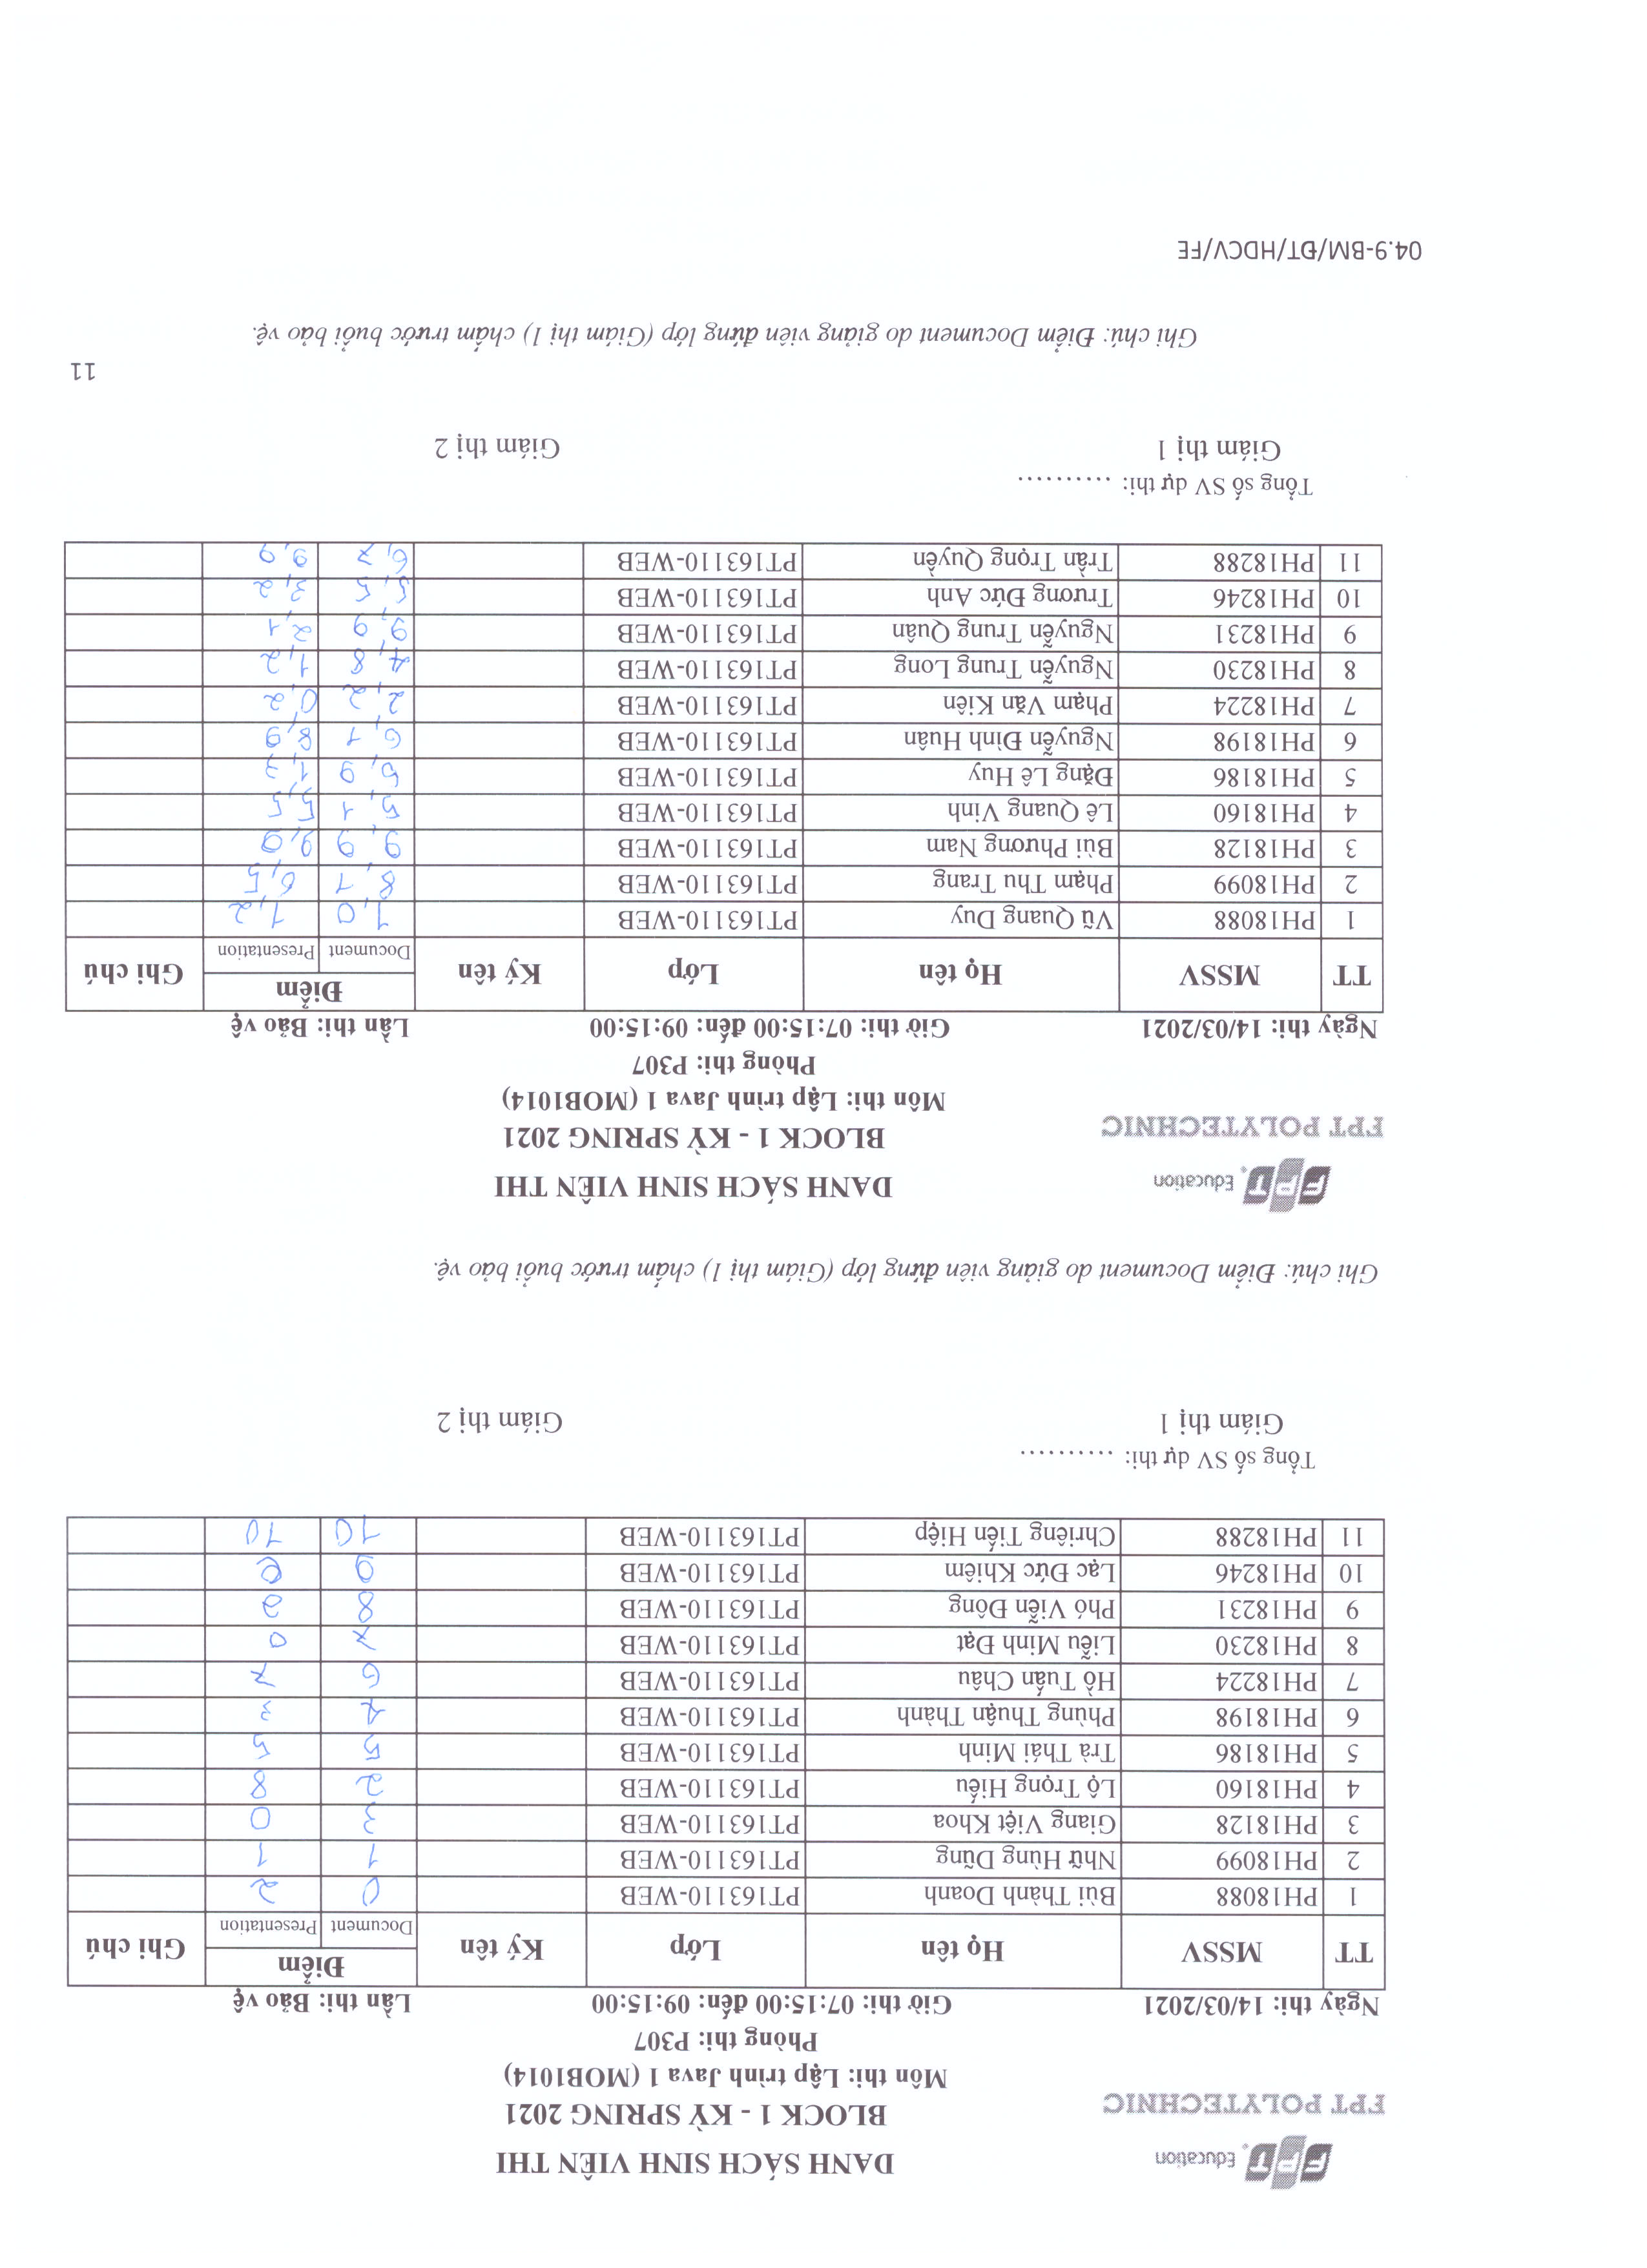 FPT Education
FPT POLYTECHNIC
DANH SÁCH SINH VIÊN THI
BLOCK 1 - KỲ SPRING 2021
Môn thi: Lập trình Java 1 (MOB1014)
Phòng thi: P307
Ngày thi: 14/03/2021 Giờ thi: 07:15:00 đến: 09:15:00 Lần thi: Bảo vệ
TT MSSV Họ tên Lớp Ký tên Điểm Ghi chú
Document Presentation
1 PH18088 Bùi Thành Doanh PT163110-WEB 0 2
2 PH18099 Nhữ Hùng Dũng PT163110-WEB 1 1
3 PH18128 Giang Việt Khoa PT163110-WEB 3 0
4 PH18160 Lộ Trọng Hiếu PT163110-WEB 2 8
5 PH18186 Trà Thái Minh PT163110-WEB 5 5
6 PH18198 Phùng Thuận Thành PT163110-WEB 4 3
7 PH18224 Hồ Tuấn Châu PT163110-WEB 6 7
8 PH18230 Liễu Minh Đạt PT163110-WEB 7 0
9 PH18231 Phó Viễn Đông PT163110-WEB 8 2
10 PH18246 Lạc Đức Khiêm PT163110-WEB 9
11 PH18288 Chriêng Tiến Hiệp PT163110-WEB 10 10
Tổng số SV dự thi: ..........
Giám thị 1 Giám thị 2
Ghi chú: Điểm Document do giảng viên đứng lớp (Giám thị 1) chấm trước buổi bảo vệ.
FPT Education
FPT POLYTECHNIC
DANH SÁCH SINH VIÊN THI
BLOCK 1 - KỲ SPRING 2021
Môn thi: Lập trình Java 1 (MOB1014)
Phòng thi: P307
Ngày thi: 14/03/2021 Giờ thi: 07:15:00 đến: 09:15:00 Lần thi: Bảo vệ
TT MSSV Họ tên Lớp Ký tên Điểm Ghi chú
Document Presentation
1 PH18088 Vũ Quang Duy PT163110-WEB 1,0 1,2
2 PH18099 Phạm Thu Trang PT163110-WEB 8,1 6,5
3 PH18128 Bùi Phương Nam PT163110-WEB 9,9 9,9
4 PH18160 Lê Quang Vinh PT163110-WEB 5,1 5,5
5 PH18186 Đặng Lê Huy PT163110-WEB 5,9 1,3
6 PH18198 Nguyễn Đình Huân PT163110-WEB 6,1 8,9
7 PH18224 Phạm Văn Kiên PT163110-WEB 2,2 0,2
8 PH18230 Nguyễn Trung Long PT163110-WEB 4,8 1,2
9 PH18231 Nguyễn Trung Quân PT163110-WEB 9,9 2,1
10 PH18246 Trương Đức Anh PT163110-WEB 5,5 3,2
11 PH18288 Trần Trọng Quyền PT163110-WEB 6,7 9,9
Tổng số SV dự thi: ..........
Giám thị 1 Giám thị 2
11
Ghi chú: Điểm Document do giảng viên đứng lớp (Giám thị 1) chấm trước buổi bảo vệ.
04.9-BM/ĐT/HDCV/FE